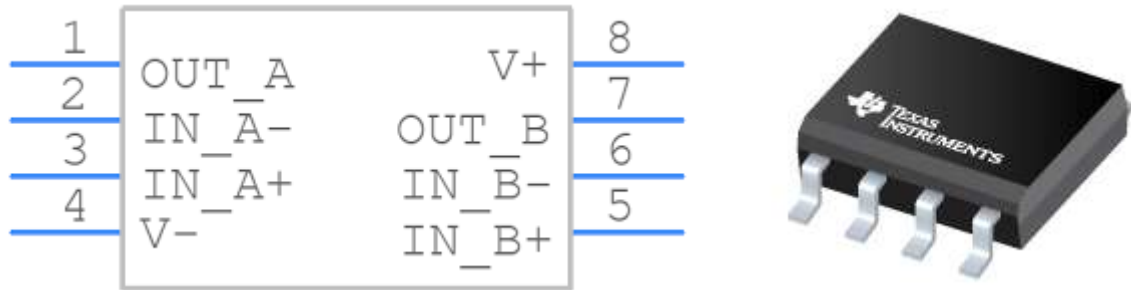 1
OUT_A
2
IN_A-
3
IN_A+
4
V-
8
V+
7
OUT_B
6
IN_B-
5
IN_B+
TEXAS
INSTRUMENTS